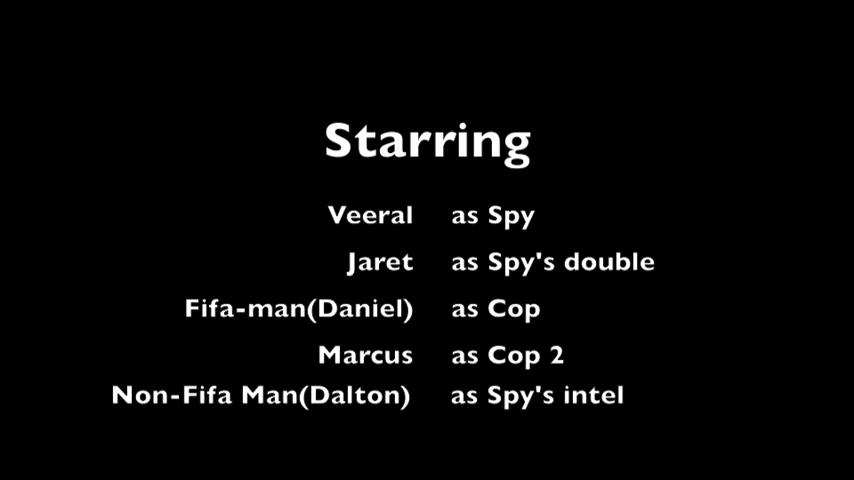 Starring
Veeral as Spy
Jaret as Spy's double
Fifa-man(Daniel) as Cop
Marcus as Cop 2
Non-Fifa Man(Dalton) as Spy's intel